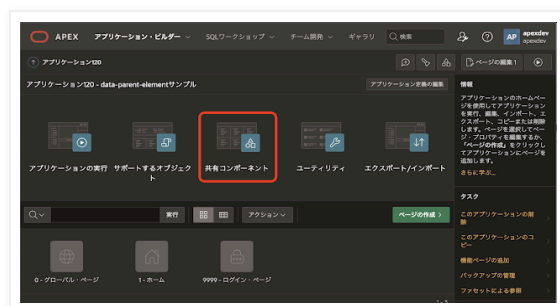 APEX アプリケーション・ビルダー SQLワークショップ チーム開発 ギャラリ 検索 AP apexdev
apexdev
アプリケーション120 ページの編集1
アプリケーション120 - data-parent-elementサンプル アプリケーション定義の編集
アプリケーションの実行 サポートするオブジェクト 共有コンポーネント ユーティリティ エクスポート/インポート
実行 アクション ページの作成 >
0 - グローバル・ページ 1 - ホーム 9999 - ログイン・ページ
1 - 3
情報
アプリケーションのホームペー
ジを使用してアプリケーション
を実行、編集、インポート、エ
クスポート、コピーまたは削除
します。ページを選択してペー
ジ・プロパティを編集するか、
「ページの作成」をクリックし
てアプリケーションにページを
追加します。
さらに学ぶ...
タスク
このアプリケーションの削
除
このアプリケーションのコ
ピー
機能ページの追加
バックアップの管理
ファセットによる参照